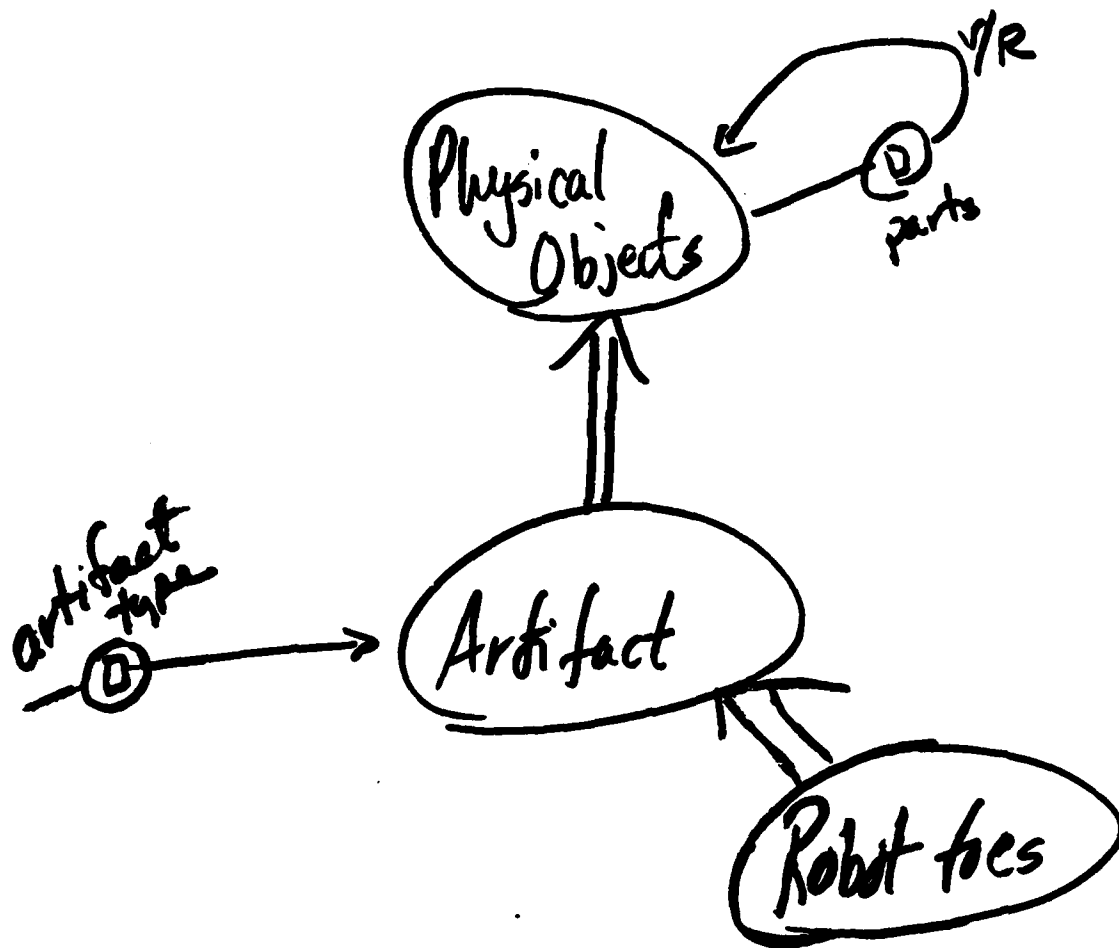 v/R
Physical
Objects
parts
artifact
type
Artifact
Robot toes